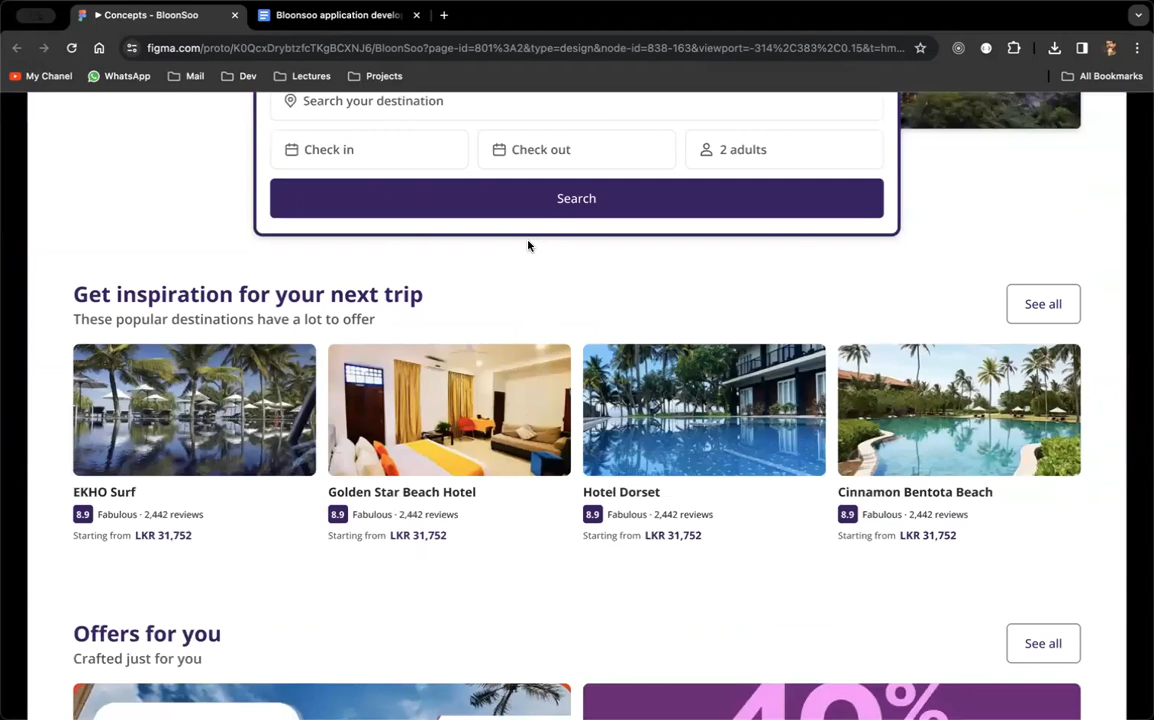 Concepts - BloonSoo
Bloonsoo application develo
figma.com/proto/K0QcxDrybtzfcTKgBCXNJ6/BloonSoo?page-id=801%3A2&type=design&node-id=838-163&viewport=-314%2C383%2C0.15&t=hm...
My Chanel
WhatsApp
Mail
Dev
Lectures
Projects
All Bookmarks
Search your destination
Check in
Check out
2 adults
Search
Get inspiration for your next trip
These popular destinations have a lot to offer
See all
EKHO Surf
8.9 Fabulous · 2,442 reviews
Starting from LKR 31,752
Golden Star Beach Hotel
8.9 Fabulous · 2,442 reviews
Starting from LKR 31,752
Hotel Dorset
8.9 Fabulous · 2,442 reviews
Starting from LKR 31,752
Cinnamon Bentota Beach
8.9 Fabulous · 2,442 reviews
Starting from LKR 31,752
Offers for you
Crafted just for you
See all
40%